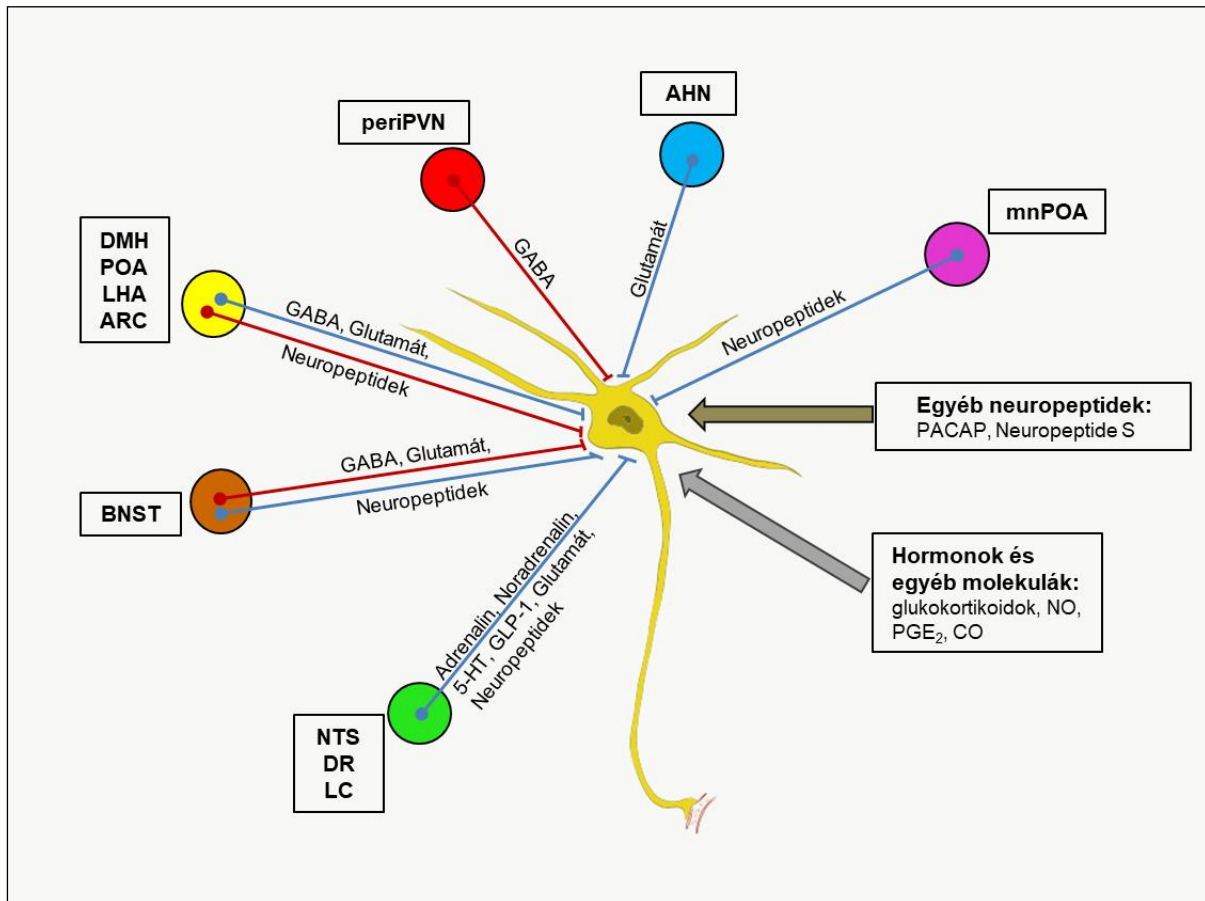 AHN
periPVN
mnPOA
DMH
POA
LHA
ARC
GABA
Glutamát
Neuropeptidek
GABA, Glutamát,
Neuropeptidek
Egyéb neuropeptidek:
PACAP, Neuropeptide S
GABA, Glutamát,
Neuropeptidek
BNST
Hormonok és
egyéb molekulák:
glukokortikoidok, NO,
PGE₂, CO
Adrenalin, Noradrenalin,
5-HT, GLP-1, Glutamát,
Neuropeptidek
NTS
DR
LC